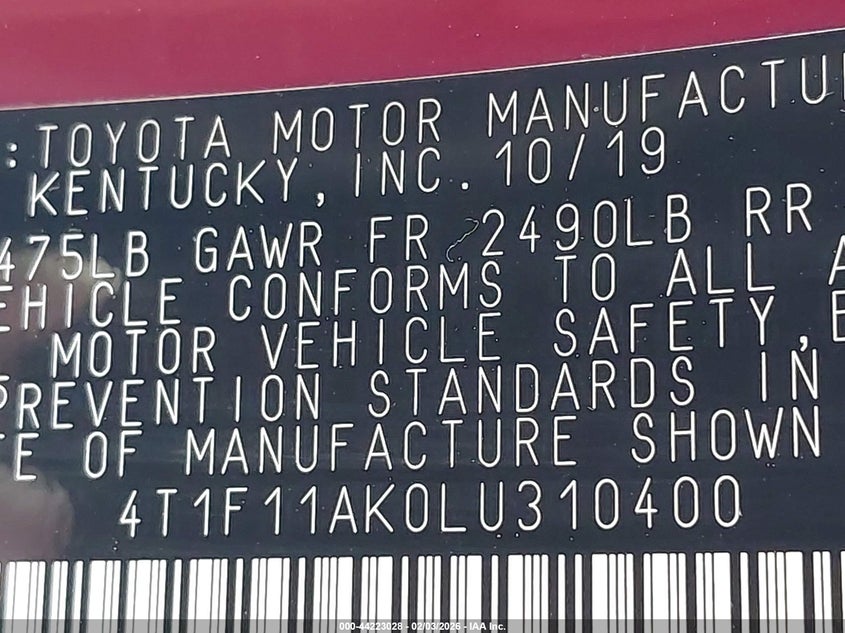 : TOYOTA MOTOR MANUFACTU
KENTUCKY, INC. 10/19
475LB GAWR FR 2490LB RR
EHICLE CONFORMS TO ALL A
MOTOR VEHICLE SAFETY, B
PREVENTION STANDARDS IN
TE OF MANUFACTURE SHOWN
4T1F11AK0LU310400
000-44223028 - 02/03/2026 - IAA Inc.